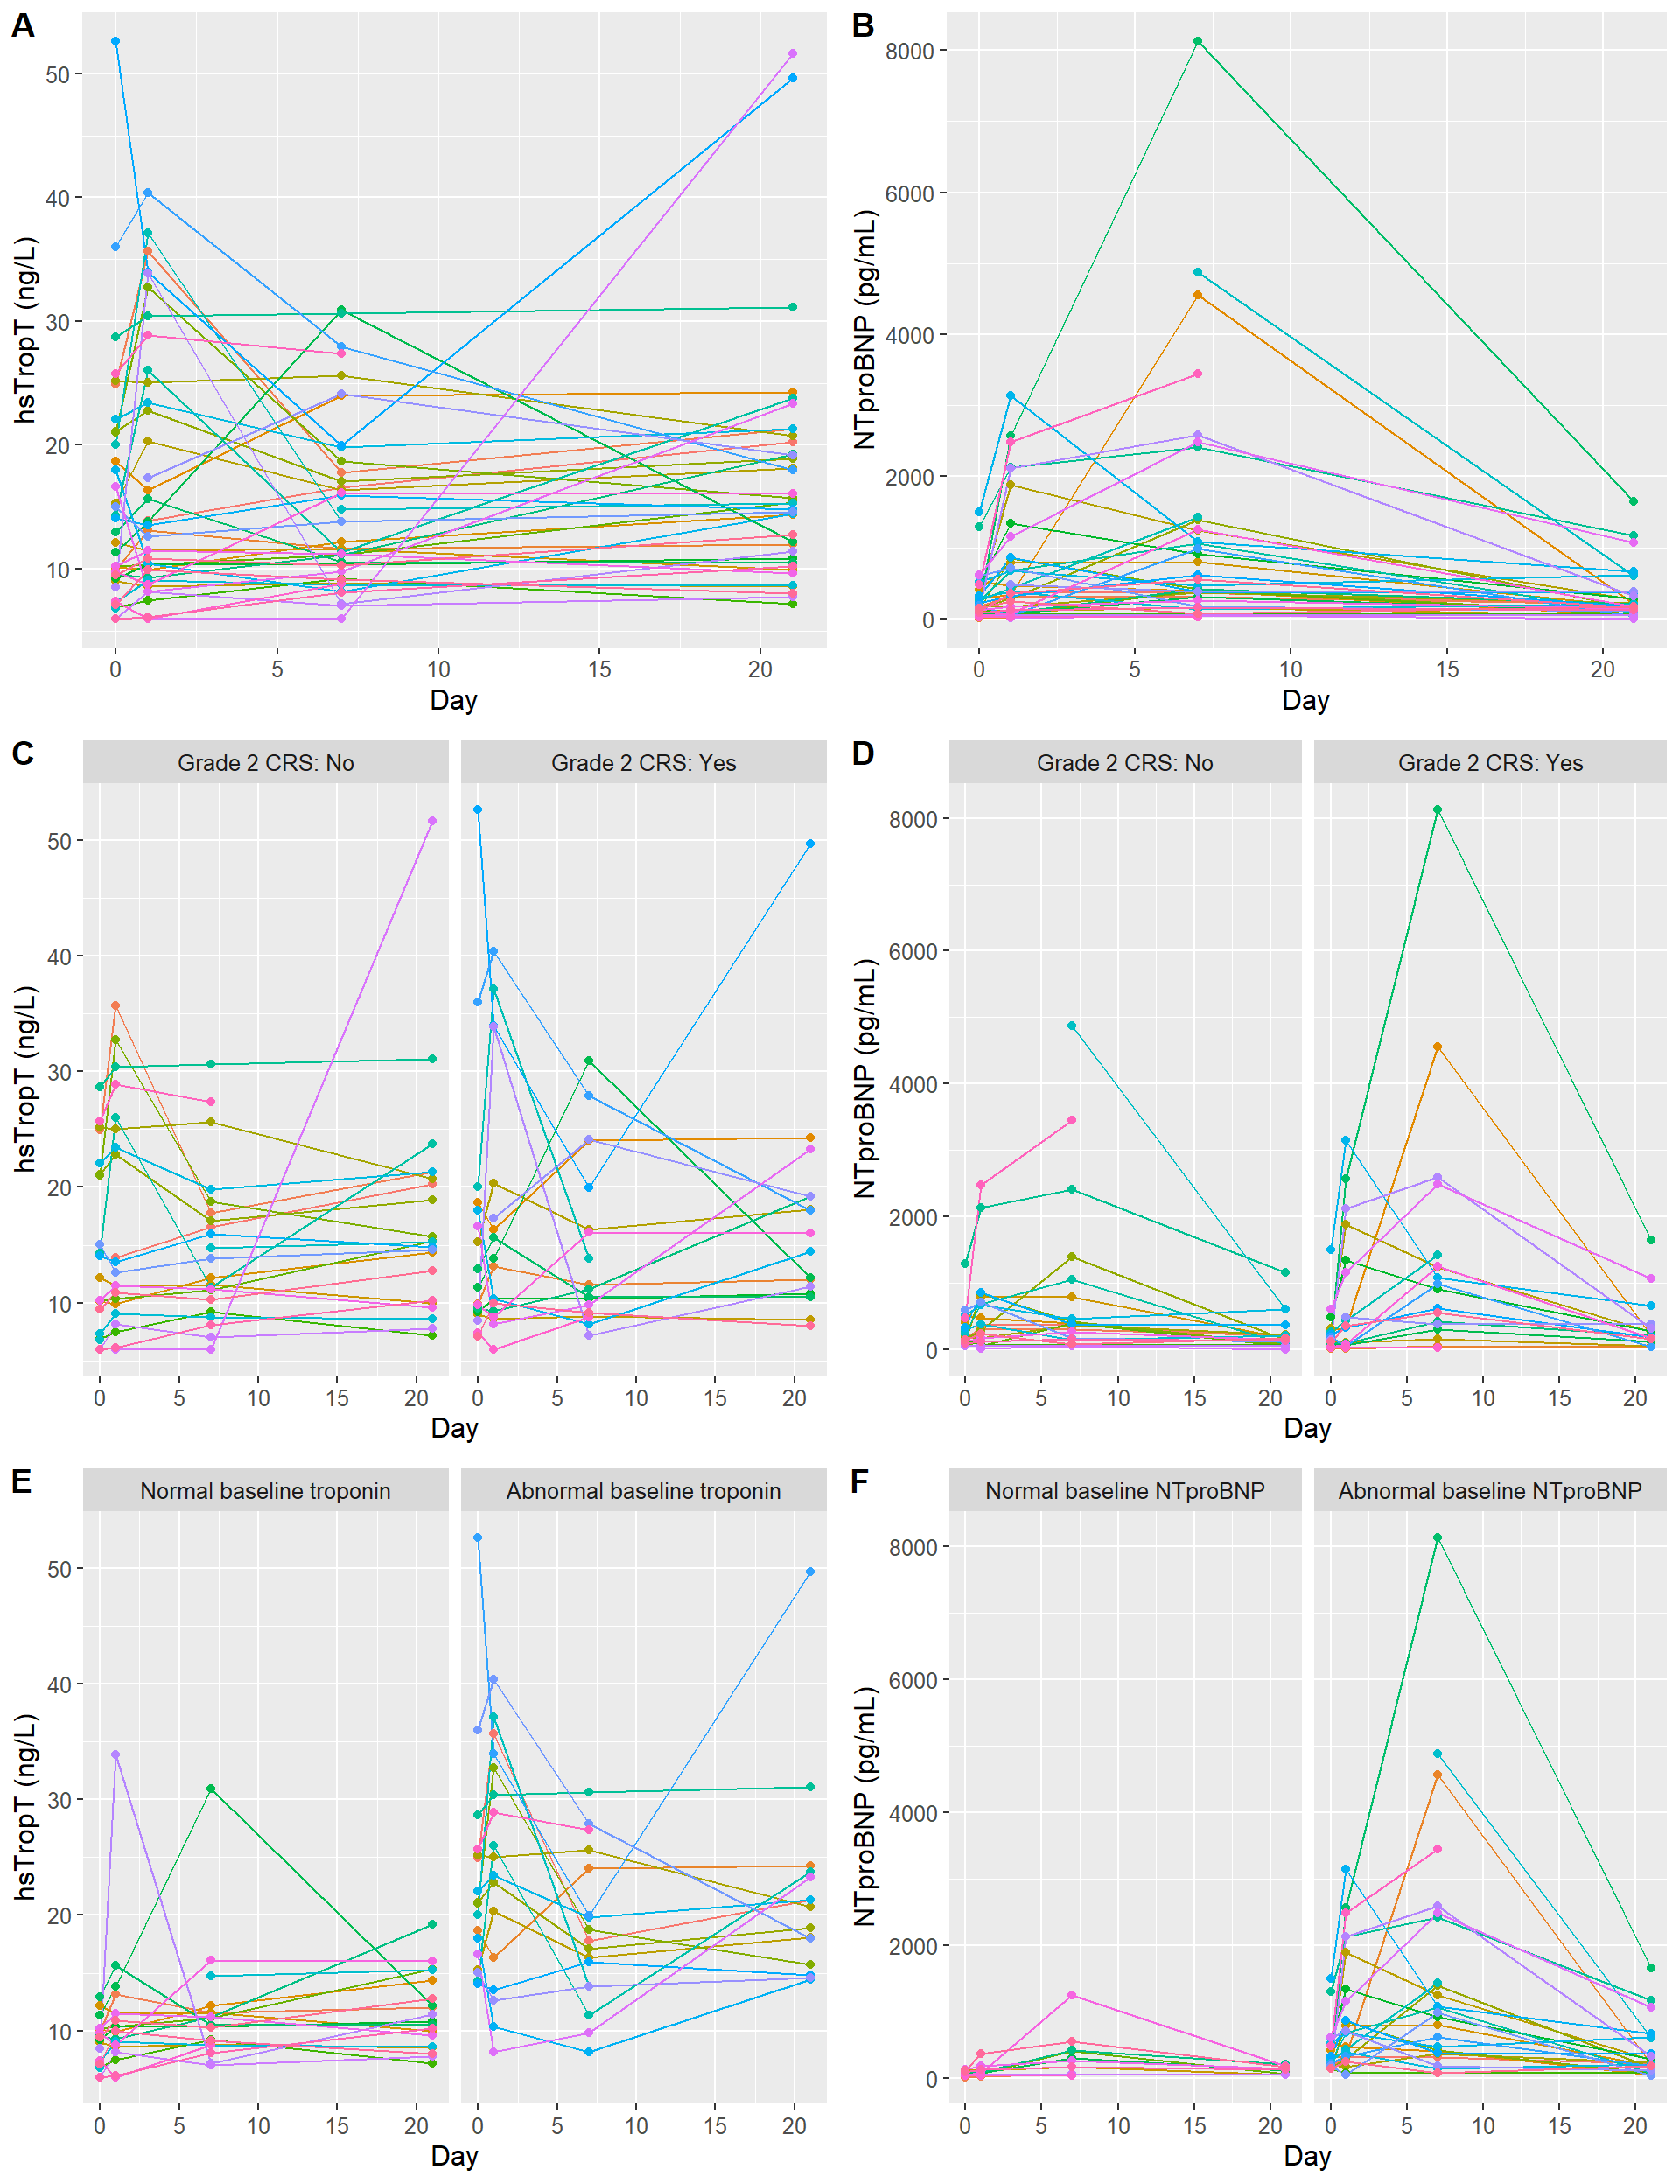 A
hsTropT (ng/L)
50
40
30
20
10
0 5 10 15 20
Day
B
NTproBNP (pg/mL)
8000
6000
4000
2000
0
0 5 10 15 20
Day
C
Grade 2 CRS: No Grade 2 CRS: Yes
hsTropT (ng/L)
50
40
30
20
10
0 5 10 15 20 0 5 10 15 20
Day
D
Grade 2 CRS: No Grade 2 CRS: Yes
NTproBNP (pg/mL)
8000
6000
4000
2000
0
0 5 10 15 20 0 5 10 15 20
Day
E
Normal baseline troponin Abnormal baseline troponin
hsTropT (ng/L)
50
40
30
20
10
0 5 10 15 20 0 5 10 15 20
Day
F
Normal baseline NTproBNP Abnormal baseline NTproBNP
NTproBNP (pg/mL)
8000
6000
4000
2000
0
0 5 10 15 20 0 5 10 15 20
Day